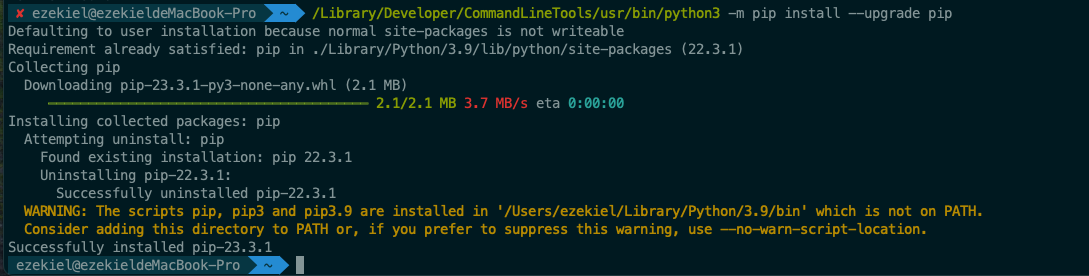 ✘ ezekiel@ezekieldeMacBook-Pro ~ /Library/Developer/CommandLineTools/usr/bin/python3 -m pip install --upgrade pip
Defaulting to user installation because normal site-packages is not writeable
Requirement already satisfied: pip in ./Library/Python/3.9/lib/python/site-packages (22.3.1)
Collecting pip
  Downloading pip-23.3.1-py3-none-any.whl (2.1 MB)
     ━━━━━━━━━━━━━━━━━━━━━━━━━━━━━━━━━━━━━━━━ 2.1/2.1 MB 3.7 MB/s eta 0:00:00
Installing collected packages: pip
  Attempting uninstall: pip
    Found existing installation: pip 22.3.1
    Uninstalling pip-22.3.1:
      Successfully uninstalled pip-22.3.1
  WARNING: The scripts pip, pip3 and pip3.9 are installed in '/Users/ezekiel/Library/Python/3.9/bin' which is not on PATH.
  Consider adding this directory to PATH or, if you prefer to suppress this warning, use --no-warn-script-location.
Successfully installed pip-23.3.1
ezekiel@ezekieldeMacBook-Pro ~